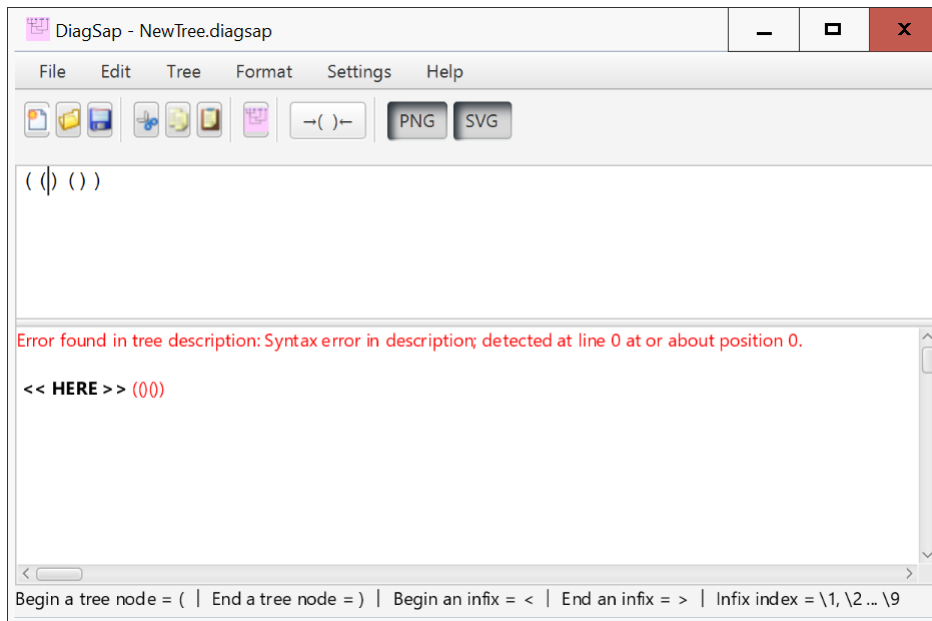 DiagSap - NewTree.diagsap
File Edit Tree Format Settings Help
→( )← PNG SVG
( () () )
Error found in tree description: Syntax error in description; detected at line 0 at or about position 0.
<< HERE >> (()())
Begin a tree node = ( | End a tree node = ) | Begin an infix = < | End an infix = > | Infix index = \1, \2 ... \9